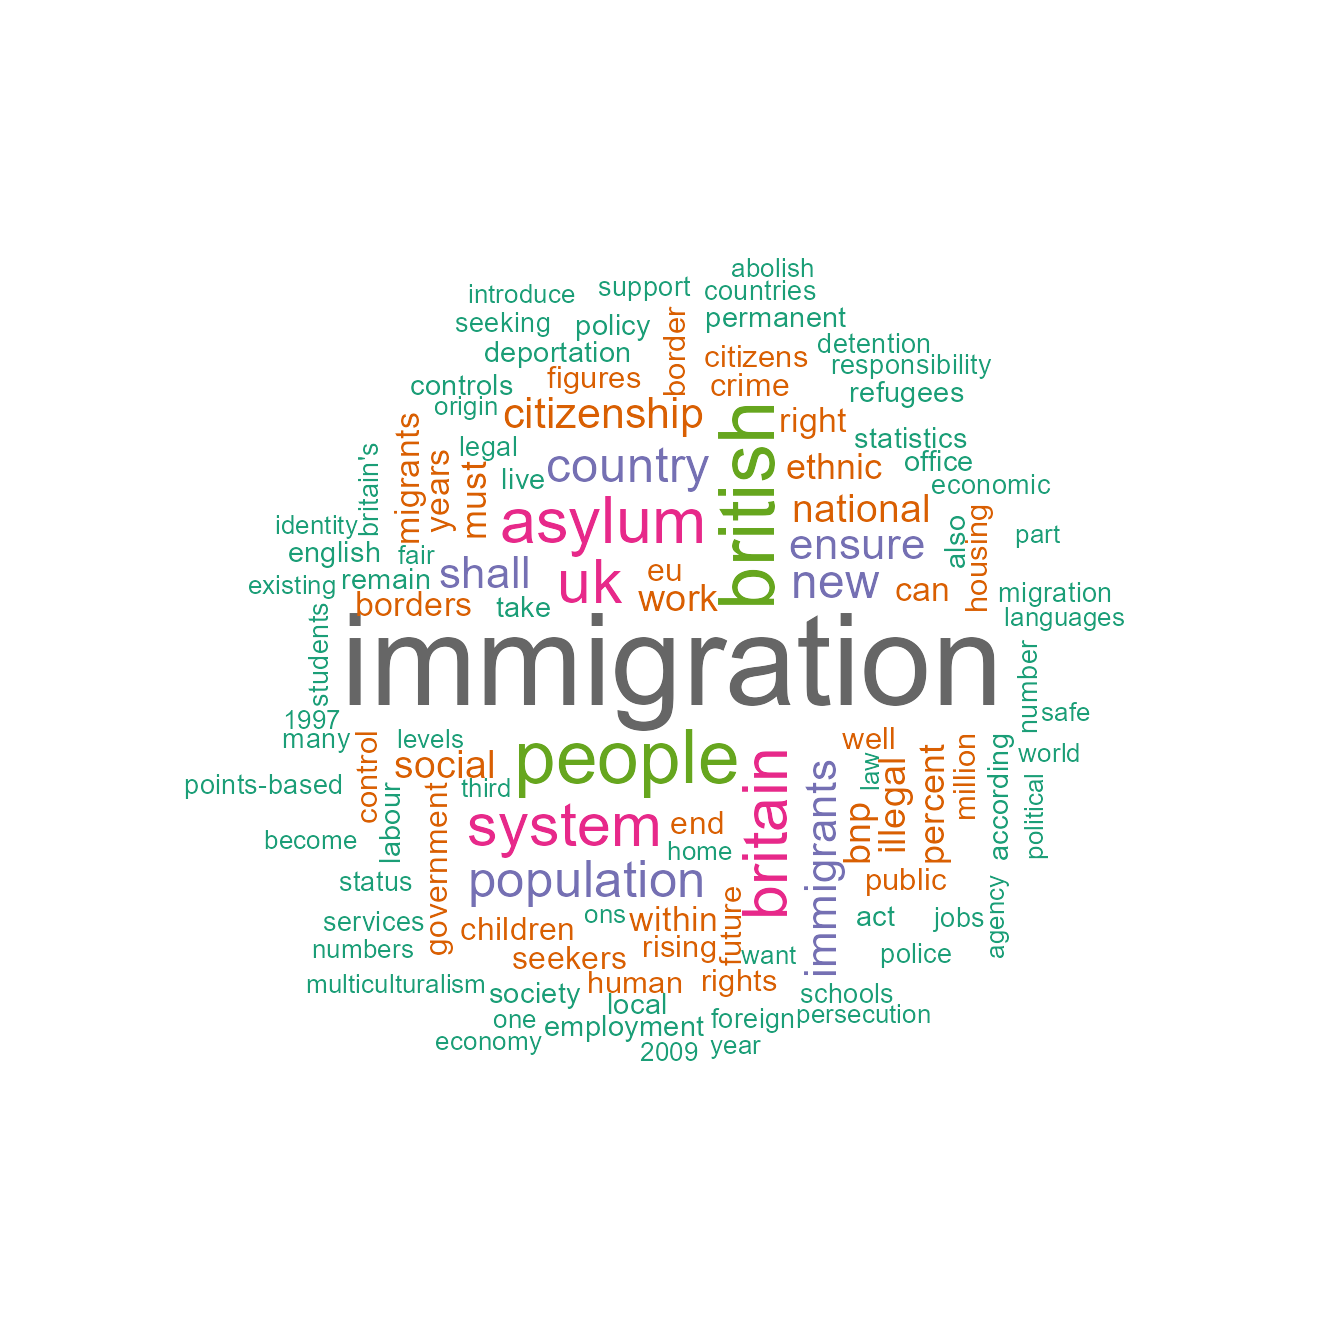 abolish
introduce
support
countries
seeking
policy
border
permanent
deportation
citizens
detention
responsibility
figures
crime
controls
refugees
origin
citizenship
british
right
migrants
statistics
britain's
legal
country
ethnic
office
years
must
live
economic
identity
asylum
national
also
housing
part
english
fair
ensure
existing
remain
shall
uk
eu
new
can
migration
borders
take
work
languages
students
immigration
number
1997
safe
many
control
levels
people
britain
well
million
according
world
social
immigrants
law
illegal
percent
points-based
third
political
government
labour
system
end
bnp
become
home
status
population
public
agency
services
children
ons
within
future
act
jobs
numbers
seekers
rising
want
police
multiculturalism
society
human
rights
schools
local
one
employment
foreign
persecution
economy
2009
year